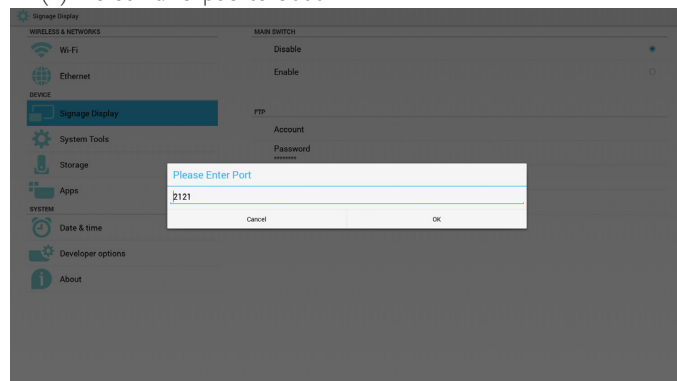 Signage Display
WIRELESS & NETWORKS
Wi-Fi
Ethernet
DEVICE
Signage Display
System Tools
Storage
Apps
SYSTEM
Date & time
Developer options
About
MAIN SWITCH
Disable
Enable
FTP
Account
Password
********
Please Enter Port
2121
Cancel
OK